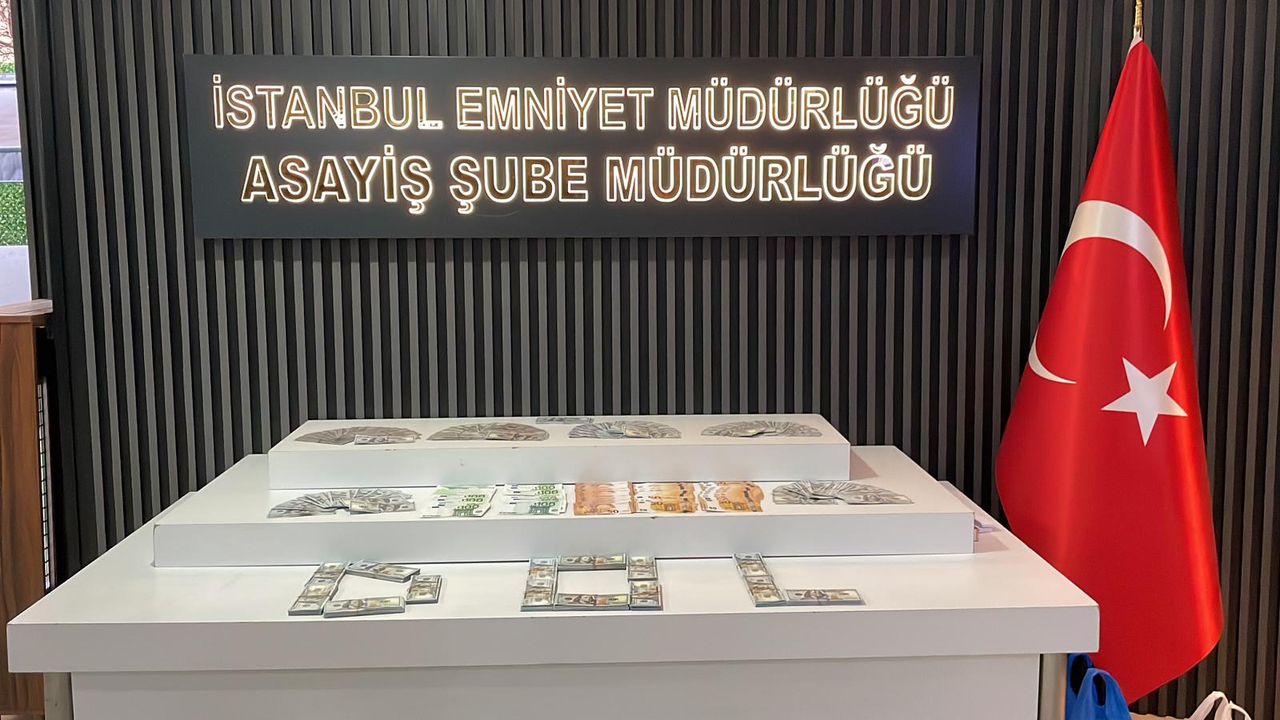 İSTANBUL EMNİYET MÜDÜRLÜĞÜ
ASAYİŞ ŞUBE MÜDÜRLÜĞÜ